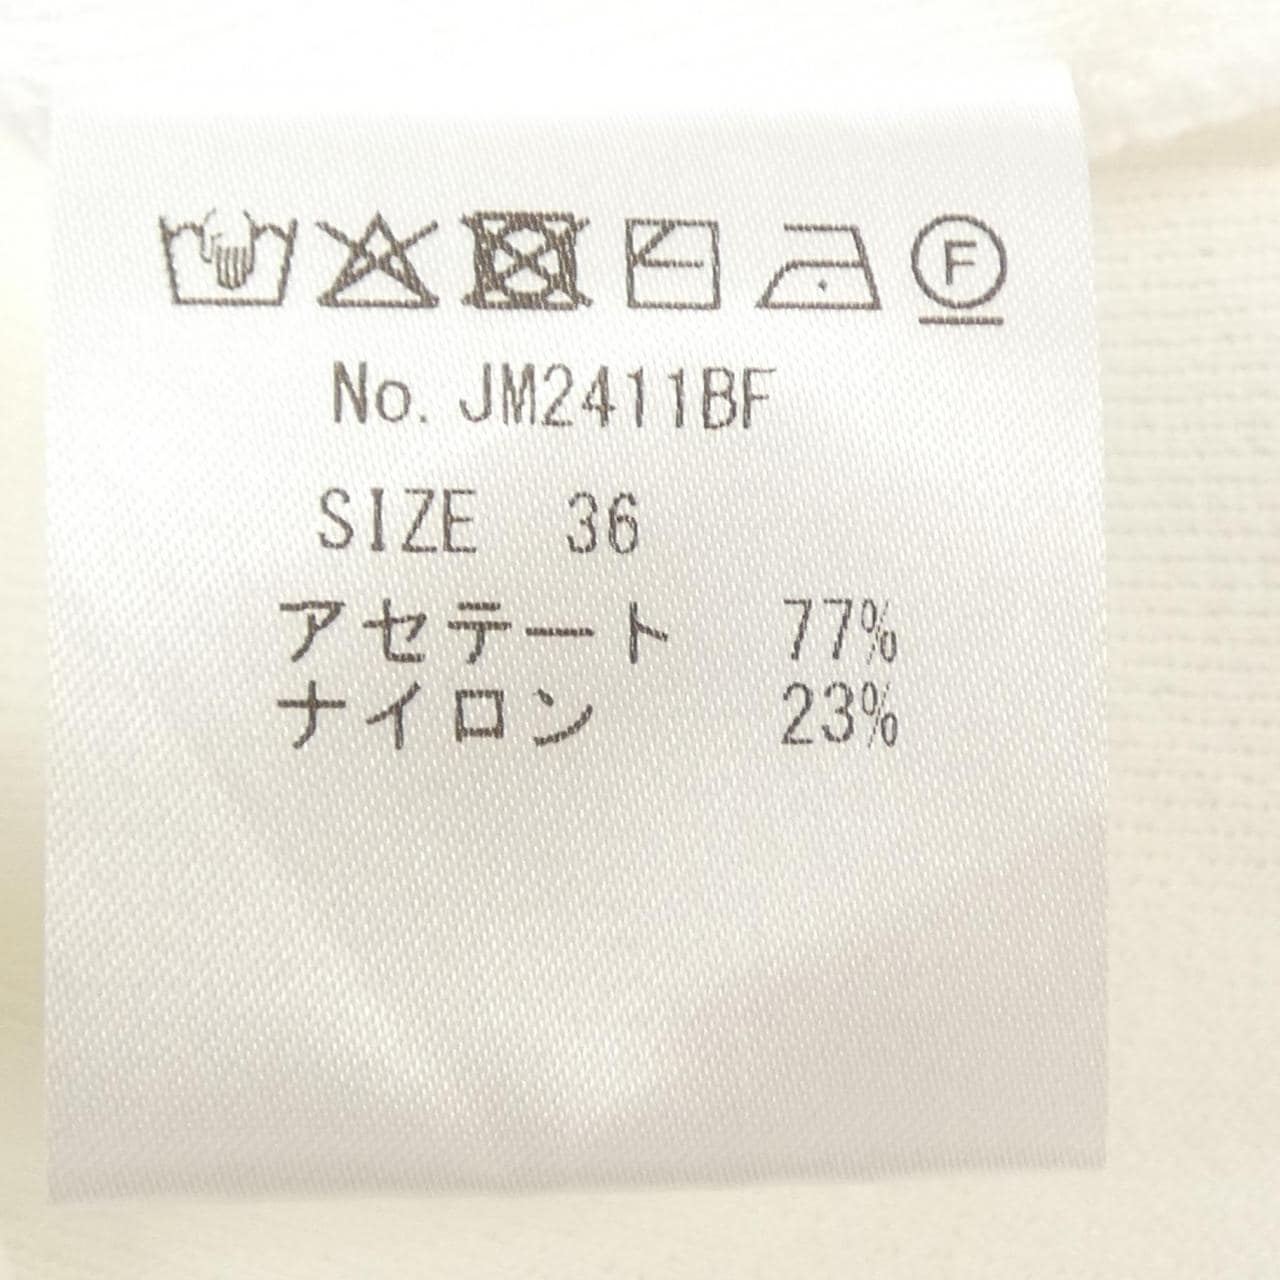 F
No. JM2411BF
SIZE 36
アセテート 77%
ナイロン 23%